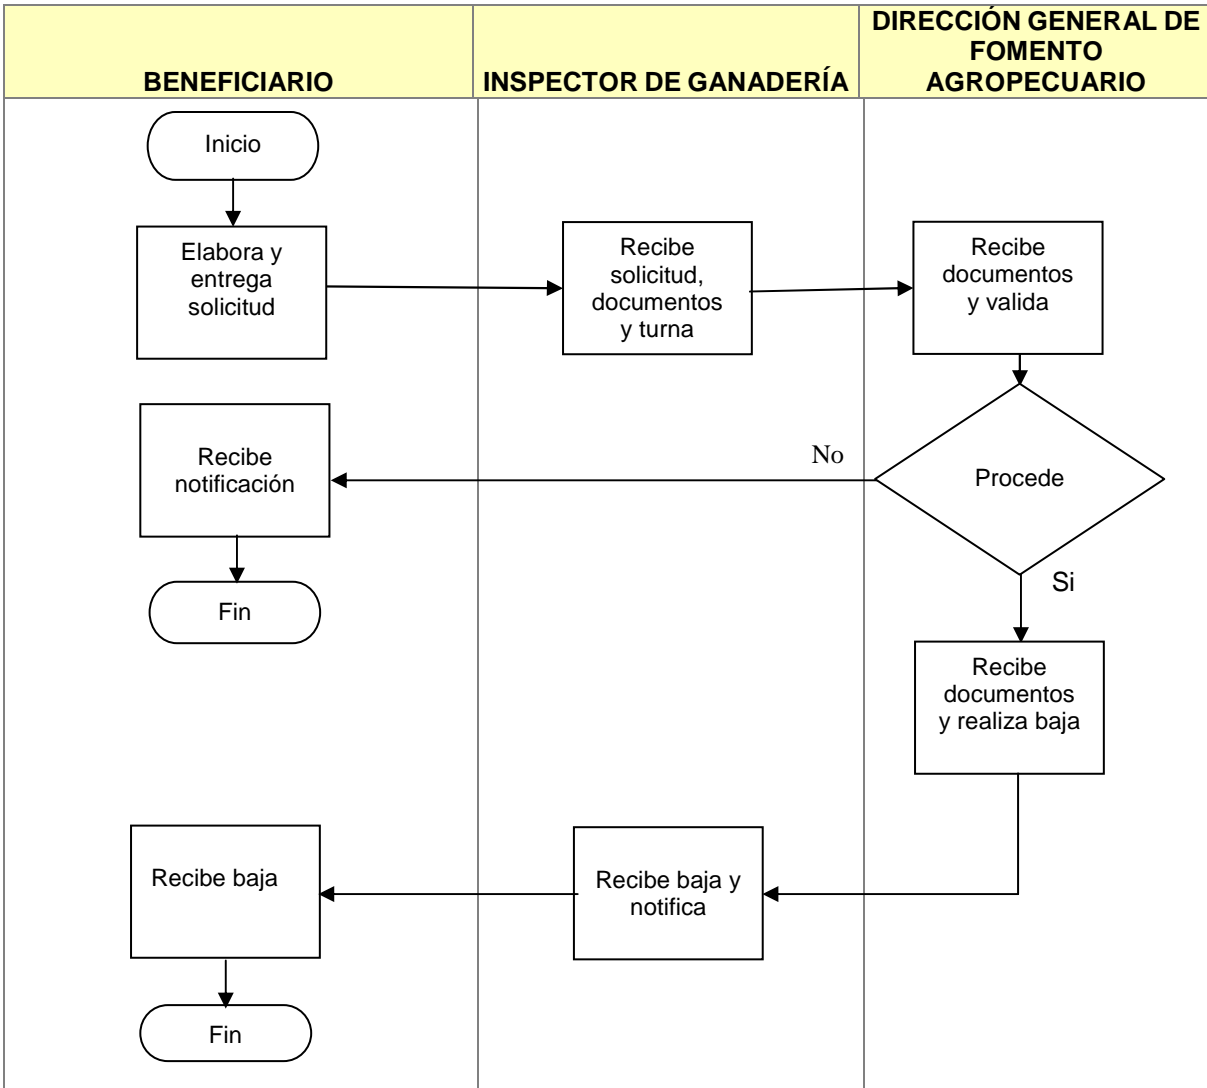 BENEFICIARIO
INSPECTOR DE GANADERÍA
DIRECCIÓN GENERAL DE
FOMENTO
AGROPECUARIO
Inicio
Elabora y
entrega
solicitud
Recibe
solicitud,
documentos
y turna
Recibe
documentos
y valida
Procede
No
Recibe
notificación
Fin
Si
Recibe
documentos
y realiza baja
Recibe baja y
notifica
Recibe baja
Fin